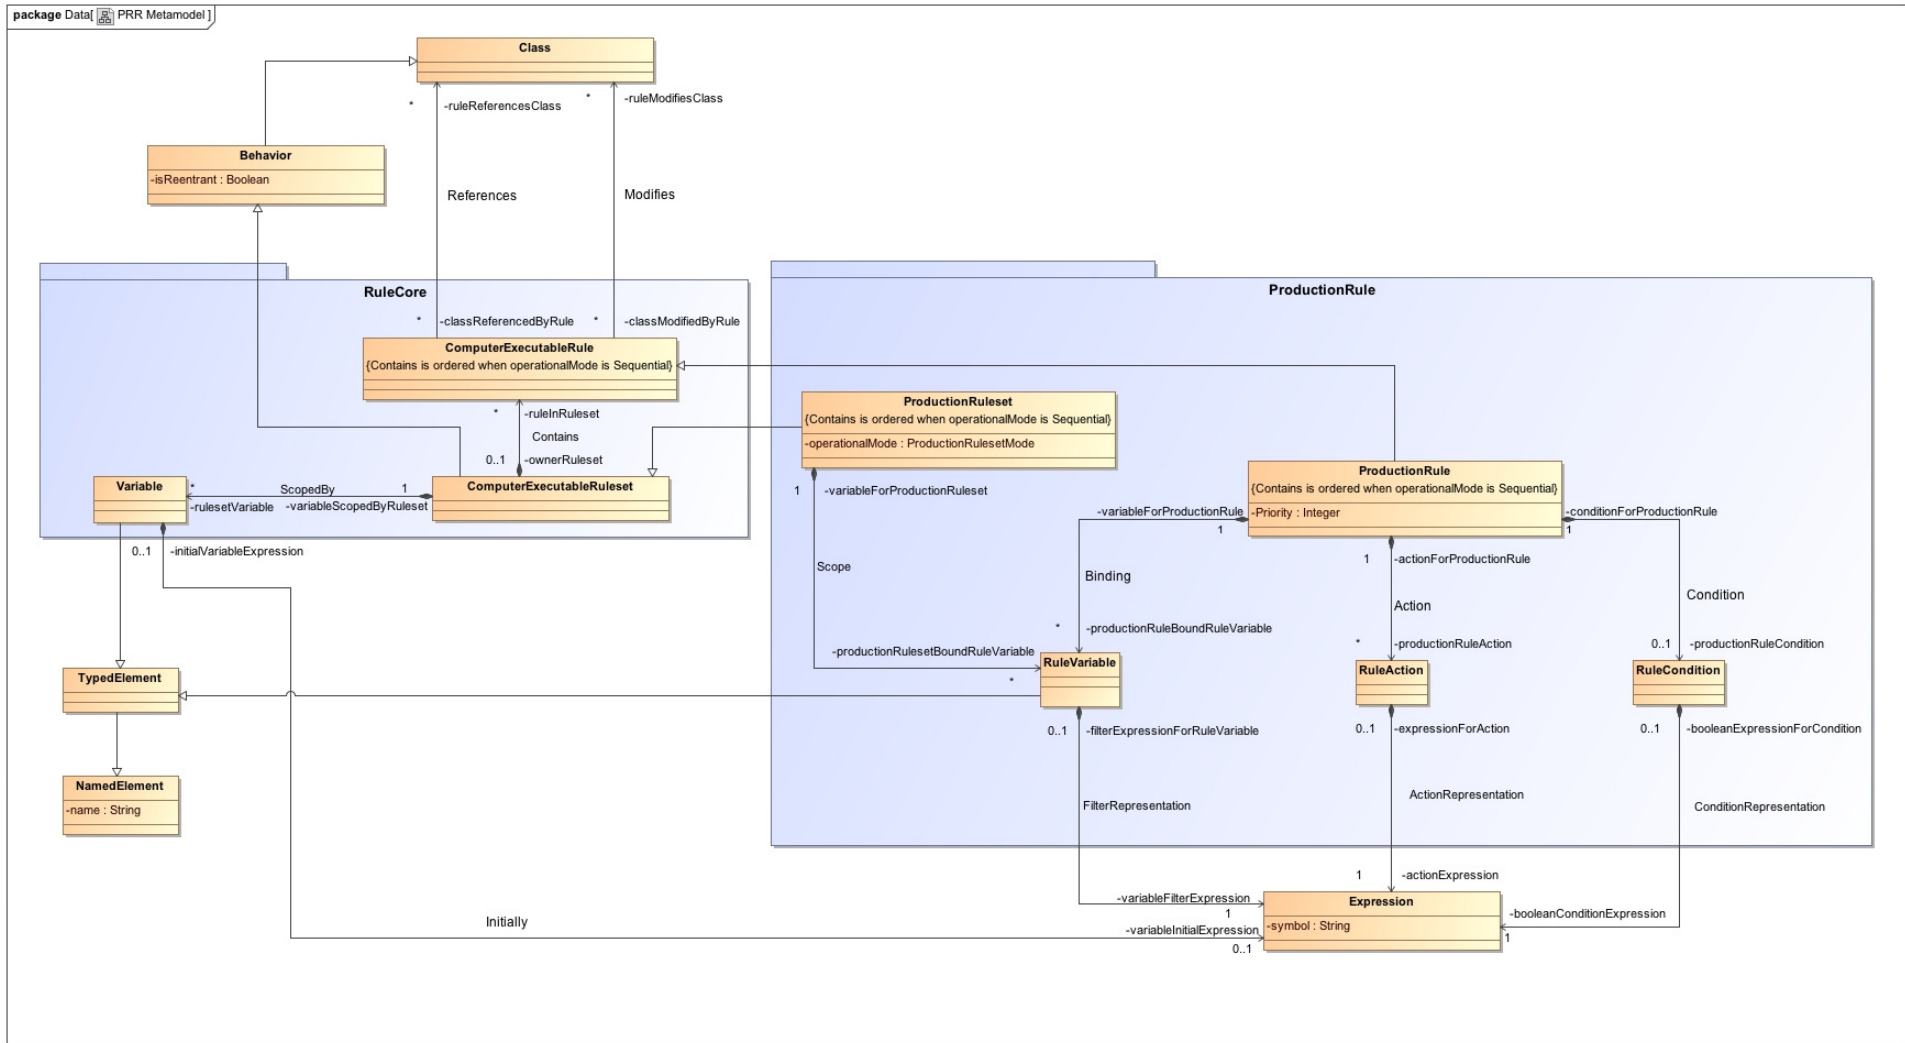 package Data[ PRR Metamodel ]
Class
* -ruleReferencesClass
* -ruleModifiesClass
Behavior
-isReentrant : Boolean
References
Modifies
RuleCore
* -classReferencedByRule
* -classModifiedByRule
ComputerExecutableRule
{Contains is ordered when operationalMode is Sequential}
* -ruleInRuleset
Contains
0..1 -ownerRuleset
Variable
*
-rulesetVariable
ScopedBy
1
-variableScopedByRuleset
ComputerExecutableRuleset
0..1 -initialVariableExpression
TypedElement
NamedElement
-name : String
Initially
ProductionRule
ProductionRuleset
{Contains is ordered when operationalMode is Sequential}
-operationalMode : ProductionRulesetMode
1 -variableForProductionRuleset
Scope
-productionRulesetBoundRuleVariable
*
ProductionRule
{Contains is ordered when operationalMode is Sequential}
-Priority : Integer
-variableForProductionRule
1
Binding
* -productionRuleBoundRuleVariable
1 -actionForProductionRule
Action
* -productionRuleAction
-conditionForProductionRule
1
Condition
0..1 -productionRuleCondition
RuleVariable
RuleAction
RuleCondition
0..1 -filterExpressionForRuleVariable
0..1 -expressionForAction
0..1 -booleanExpressionForCondition
FilterRepresentation
ActionRepresentation
ConditionRepresentation
1 -actionExpression
-variableFilterExpression
1
-variableInitialExpression
0..1
Expression
-symbol : String
-booleanConditionExpression
1